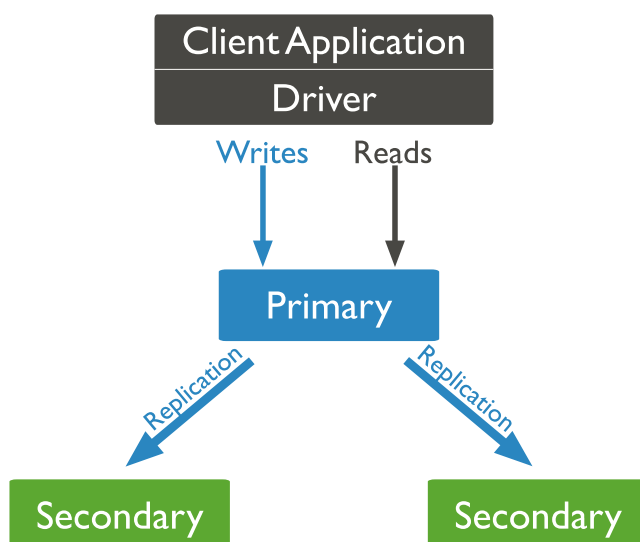 Client Application
Driver
Writes
Reads
Primary
Replication
Replication
Secondary
Secondary